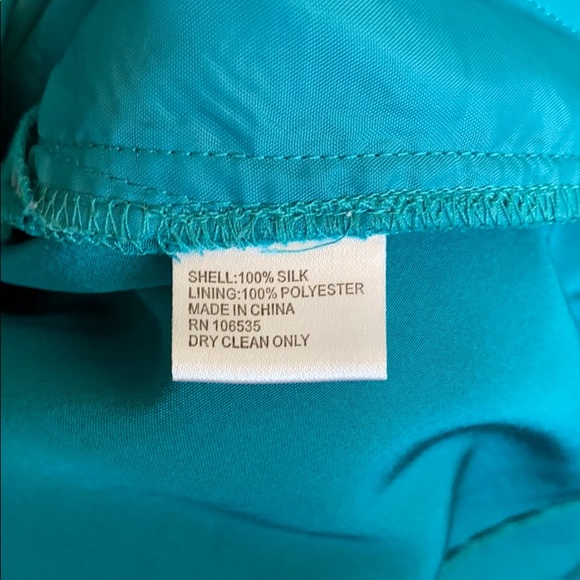 SHELL:100% SILK
LINING:100% POLYESTER
MADE IN CHINA
RN 106535
DRY CLEAN ONLY